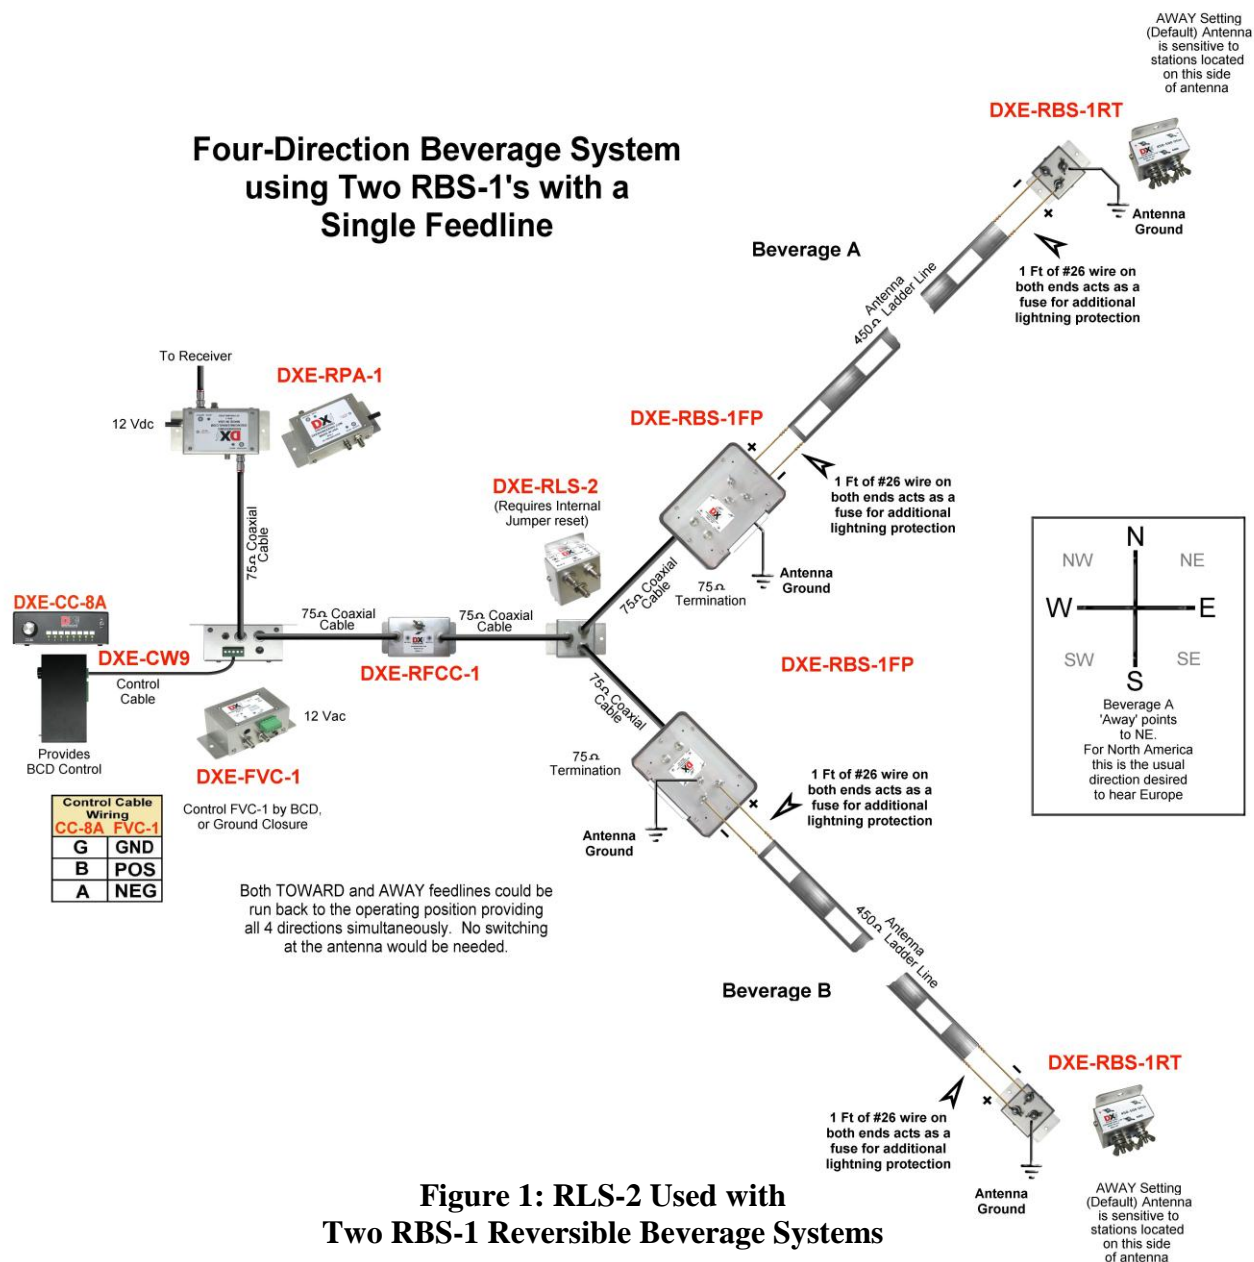 AWAY Setting
(Default) Antenna
is sensitive to
stations located
on this side
of antenna
DXE-RBS-1RT
Four-Direction Beverage System
using Two RBS-1's with a
Single Feedline
-
+
Antenna
Ground
Beverage A
1 Ft of #26 wire on
both ends acts as a
fuse for additional
lightning protection
Antenna
450Ω Ladder Line
To Receiver
DXE-RPA-1
12 Vdc
DX
DX
DXE-RBS-1FP
+
-
1 Ft of #26 wire on
both ends acts as a
fuse for additional
lightning protection
DXE-RLS-2
(Requires Internal
Jumper reset)
DX
75Ω Coaxial
Cable
75Ω Coaxial
Cable
75Ω
Termination
Antenna
Ground
N
NW
NE
W
E
SW
SE
S
Beverage A
'Away' points
to NE.
For North America
this is the usual
direction desired
to hear Europe
DXE-CC-8A
75Ω Coaxial
Cable
75Ω Coaxial
Cable
DX
DXE-RFCC-1
DXE-CW9
Control
Cable
Provides
BCD Control
12 Vac
DXE-FVC-1
Control FVC-1 by BCD,
or Ground Closure
DXE-RBS-1FP
75Ω Coaxial
Cable
75Ω
Termination
DX
Antenna
Ground
1 Ft of #26 wire on
both ends acts as a
fuse for additional
lightning protection
+
-
Control Cable
Wiring
CC-8A FVC-1
G GND
B POS
A NEG
Both TOWARD and AWAY feedlines could be
run back to the operating position providing
all 4 directions simultaneously. No switching
at the antenna would be needed.
Antenna
450Ω Ladder Line
Beverage B
DXE-RBS-1RT
-
+
1 Ft of #26 wire on
both ends acts as a
fuse for additional
lightning protection
DX
Antenna
Ground
AWAY Setting
(Default) Antenna
is sensitive to
stations located
on this side
of antenna
Figure 1: RLS-2 Used with
Two RBS-1 Reversible Beverage Systems